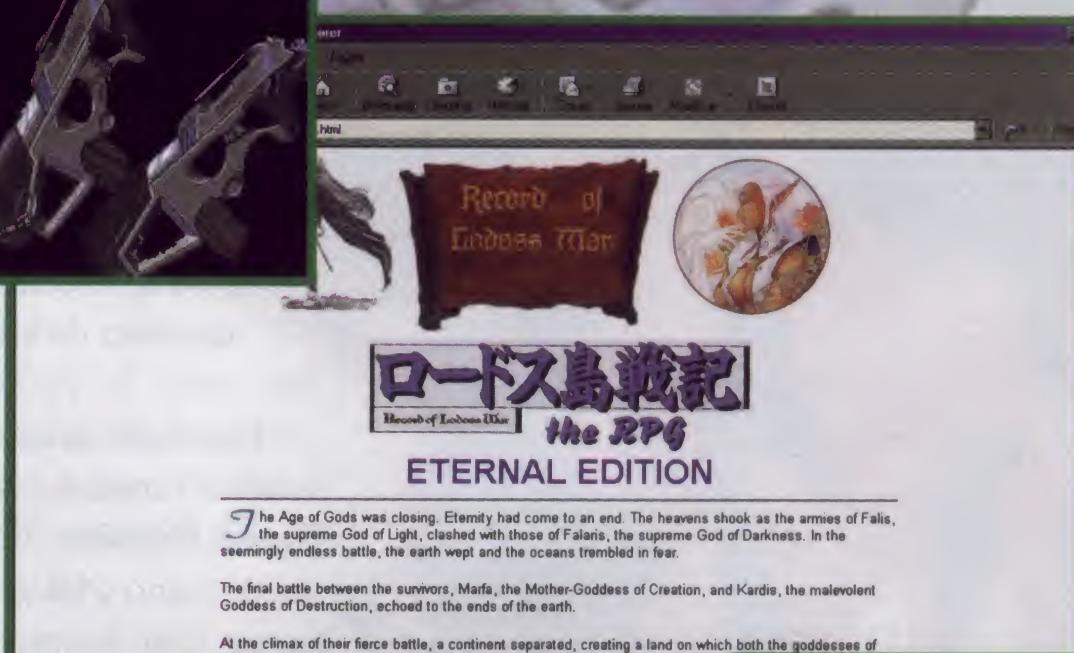 .html
Record of
Lodoss War
ロードス島戦記
Record of Lodoss War
the RPG
ETERNAL EDITION
The Age of Gods was closing. Eternity had come to an end. The heavens shook as the armies of Falis,
the supreme God of Light, clashed with those of Falaris, the supreme God of Darkness. In the
seemingly endless battle, the earth wept and the oceans trembled in fear.
The final battle between the survivors, Marfa, the Mother-Goddess of Creation, and Kardis, the malevolent
Goddess of Destruction, echoed to the ends of the earth.
At the climax of their fierce battle, a continent separated, creating a land on which both the goddesses of